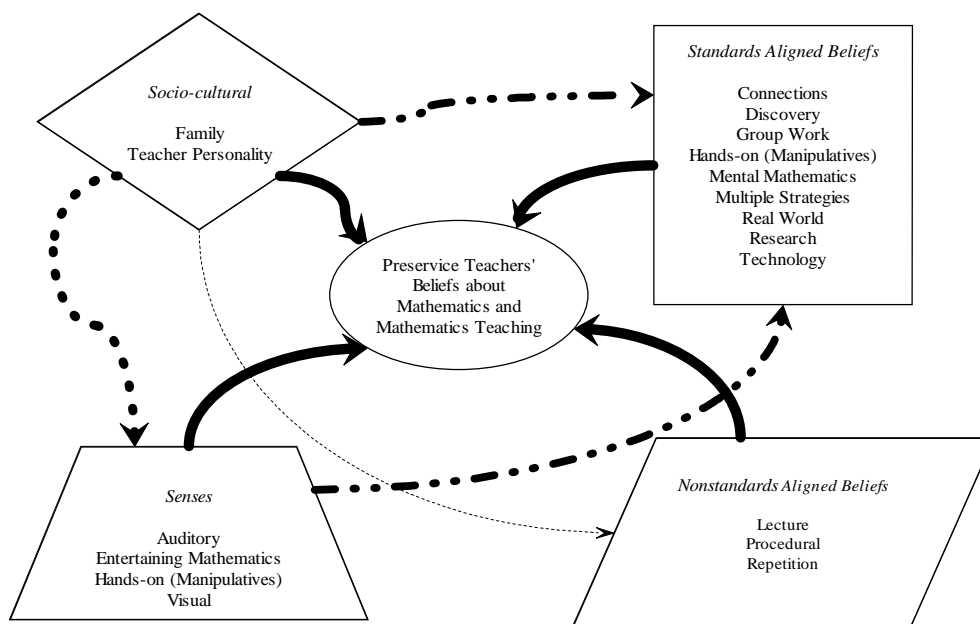 Socio-cultural
Family
Teacher Personality
Standards Aligned Beliefs
Connections
Discovery
Group Work
Hands-on (Manipulatives)
Mental Mathematics
Multiple Strategies
Real World
Research
Technology
Preservice Teachers'
Beliefs about
Mathematics and
Mathematics Teaching
Senses
Auditory
Entertaining Mathematics
Hands-on (Manipulatives)
Visual
Nonstandards Aligned Beliefs
Lecture
Procedural
Repetition